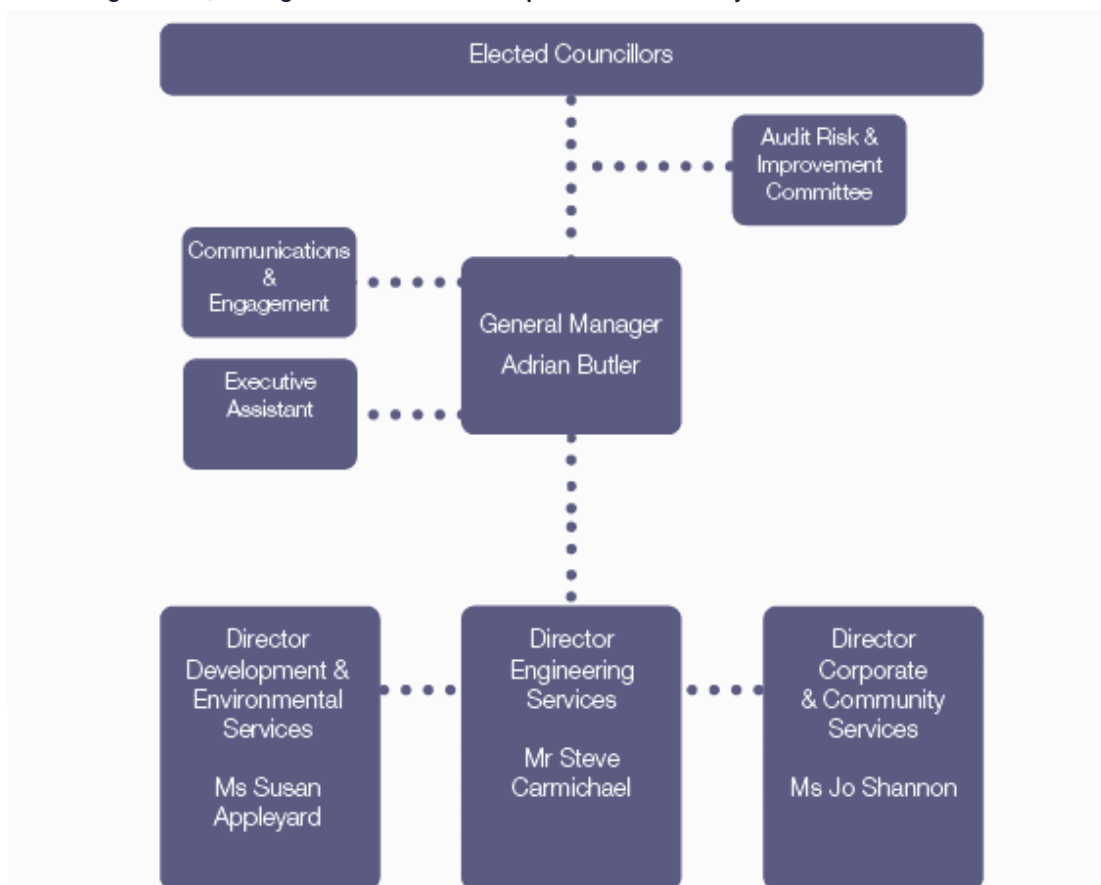 Elected Councillors
Audit Risk &
Improvement
Committee
Communications
&
Engagement
General Manager
Adrian Butler
Executive
Assistant
Director
Development &
Environmental
Services
Ms Susan
Appleyard
Director
Engineering
Services
Mr Steve
Carmichael
Director
Corporate
& Community
Services
Ms Jo Shannon